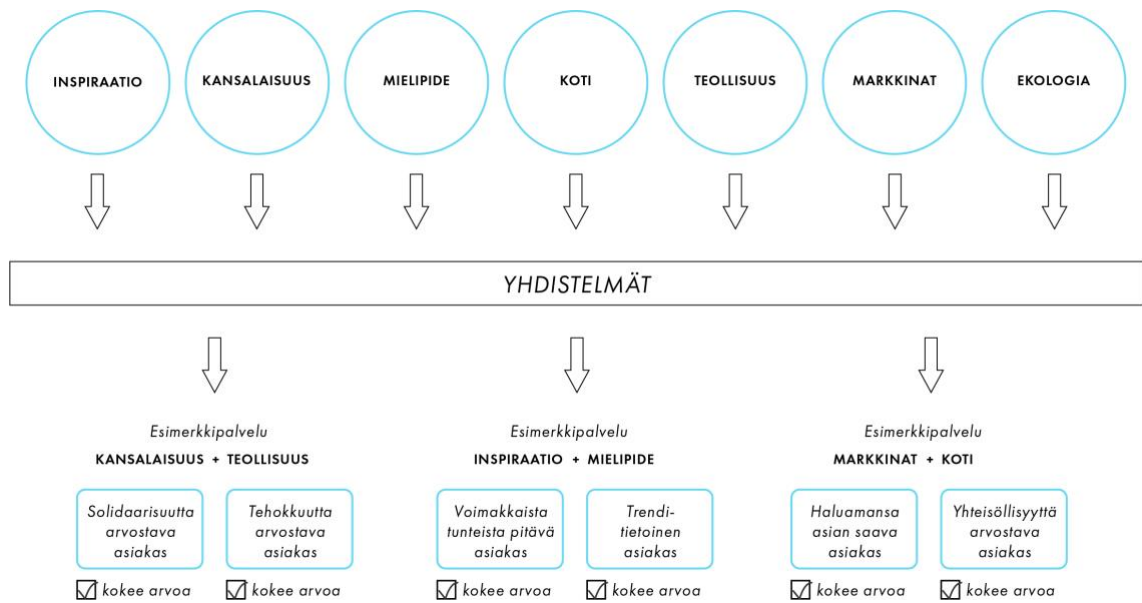 INSPIRAATIO
KANSALAISUUS
MIELIPIDE
KOTI
TEOLLISUUS
MARKKINAT
EKOLOGIA
YHDISTELMÄT
Esimerkkipalvelu
KANSALAISUUS + TEOLLISUUS
Solidaarisuutta
arvostava
asiakas
kokee arvoa
Tehokkuutta
arvostava
asiakas
kokee arvoa
Esimerkkipalvelu
INSPIRAATIO + MIELIPIDE
Voimakkaista
tunteista pitävä
asiakas
kokee arvoa
Trendi-
tietoinen
asiakas
kokee arvoa
Esimerkkipalvelu
MARKKINAT + KOTI
Haluamansa
asian saava
asiakas
kokee arvoa
Yhteisöllisyyttä
arvostava
asiakas
kokee arvoa